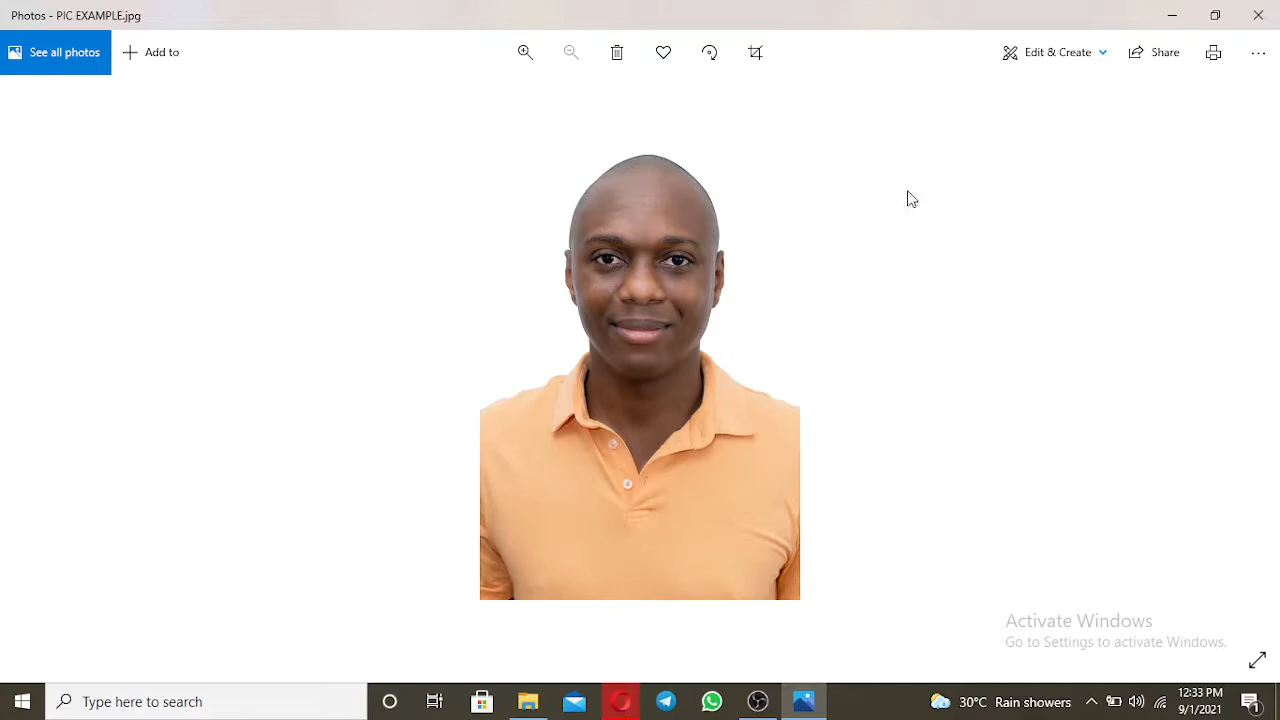 Photos - PIC EXAMPLE.jpg
See all photos
Add to
Edit & Create
Share
Activate Windows
Go to Settings to activate Windows.
Type here to search
30°C Rain showers
12:33 PM
9/1/2021
1